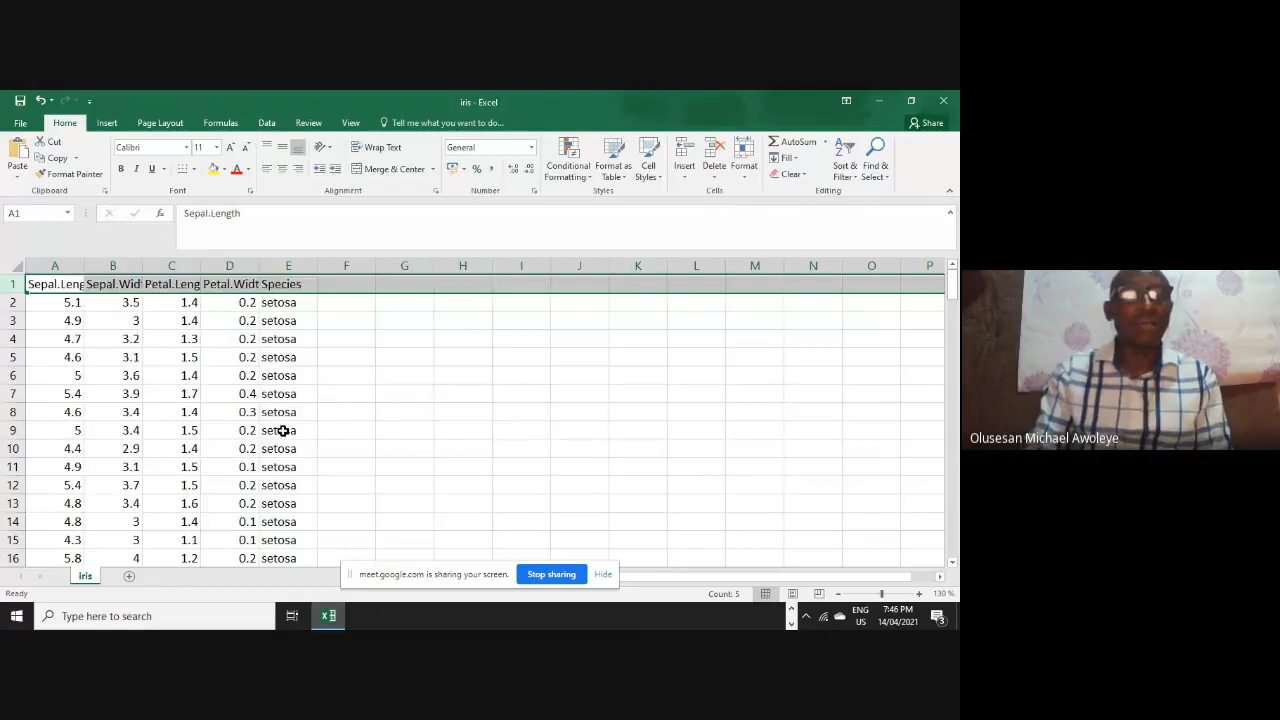 iris - Excel
File Home Insert Page Layout Formulas Data Review View Tell me what you want to do... Share
Cut
Copy
Format Painter
Paste
Clipboard
Calibri 11
B I U
Font
Wrap Text
Merge & Center
Alignment
General
Number
Conditional Formatting
Format as Table
Cell Styles
Styles
Insert Delete Format
Cells
AutoSum
Fill
Clear
Sort & Filter
Find & Select
Editing
A1 fx Sepal.Length
A B C D E F G H I J K L M N O P
1 Sepal.Leng Sepal.Widt Petal.Leng Petal.Widt Species
2 5.1 3.5 1.4 0.2 setosa
3 4.9 3 1.4 0.2 setosa
4 4.7 3.2 1.3 0.2 setosa
5 4.6 3.1 1.5 0.2 setosa
6 5 3.6 1.4 0.2 setosa
7 5.4 3.9 1.7 0.4 setosa
8 4.6 3.4 1.4 0.3 setosa
9 5 3.4 1.5 0.2 setosa
10 4.4 2.9 1.4 0.2 setosa
11 4.9 3.1 1.5 0.1 setosa
12 5.4 3.7 1.5 0.2 setosa
13 4.8 3.4 1.6 0.2 setosa
14 4.8 3 1.4 0.1 setosa
15 4.3 3 1.1 0.1 setosa
16 5.8 4 1.2 0.2 setosa
meet.google.com is sharing your screen. Stop sharing Hide
iris
Ready Count: 5 130 %
Type here to search
ENG
US
7:46 PM
14/04/2021
3
Olusesan Michael Awoleye